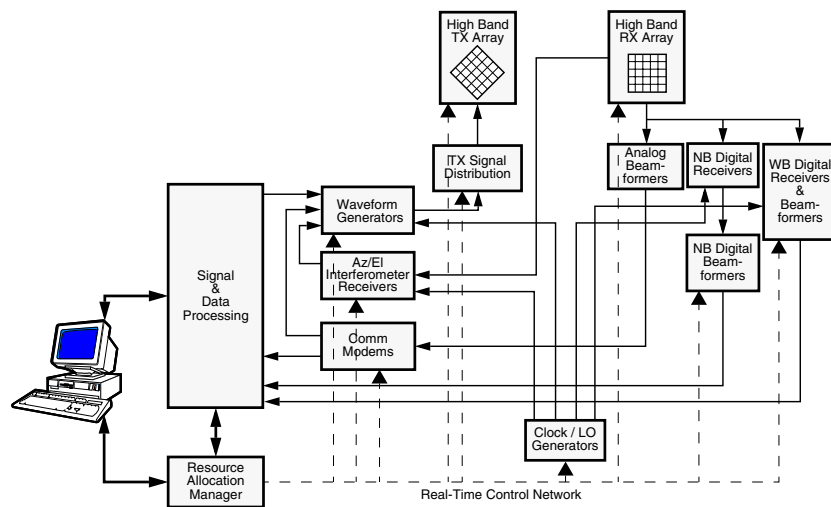 High Band
TX Array
High Band
RX Array
TX Signal
Distribution
Analog
Beam-
formers
NB Digital
Receivers
WB Digital
Receivers
&
Beam-
formers
Waveform
Generators
NB Digital
Beam-
formers
Az/El
Interferometer
Receivers
Signal
&
Data
Processing
Comm
Modems
Clock / LO
Generators
Resource
Allocation
Manager
Real-Time Control Network